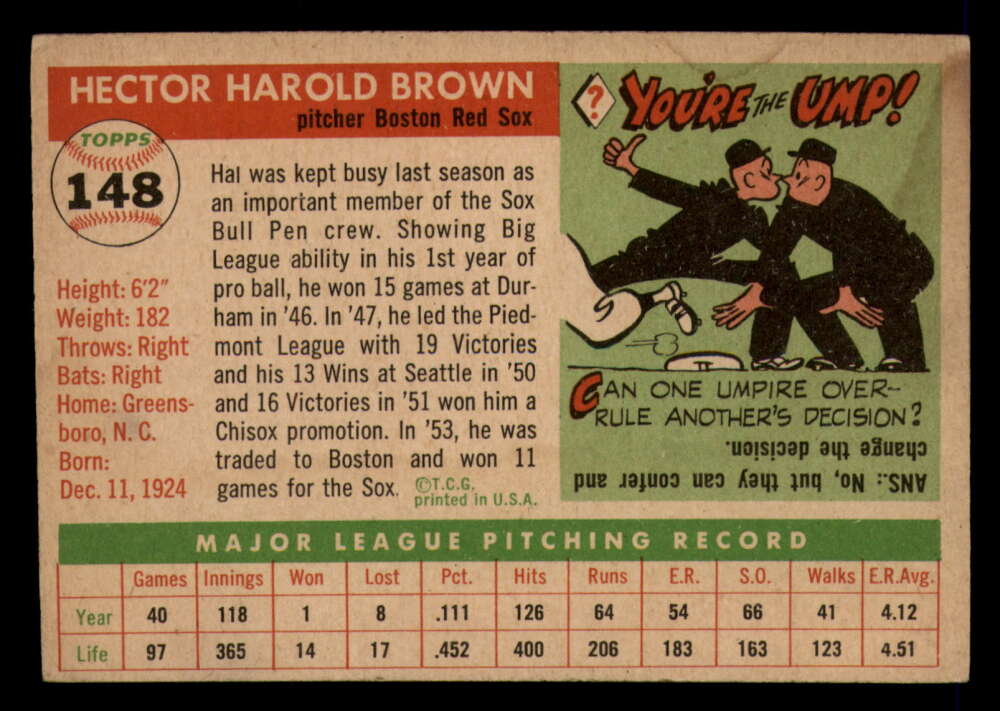 HECTOR HAROLD BROWN
pitcher Boston Red Sox
TOPPS
148
Height: 6'2"
Weight: 182
Throws: Right
Bats: Right
Home: Greens-
boro, N. C.
Born:
Dec. 11, 1924
Hal was kept busy last season as
an important member of the Sox
Bull Pen crew. Showing Big
League ability in his 1st year of
pro ball, he won 15 games at Dur-
ham in '46. In '47, he led the Pied-
mont League with 19 Victories
and his 13 Wins at Seattle in '50
and 16 Victories in '51 won him a
Chisox promotion. In '53, he was
traded to Boston and won 11
games for the Sox.
©T.C.G.
printed in U.S.A.
?
YOU'RE THE UMP!
CAN ONE UMPIRE OVER-
RULE ANOTHER'S DECISION?
ANS.: No, but they can confer and
change the decision.
MAJOR LEAGUE PITCHING RECORD
Games Innings Won Lost Pct. Hits Runs E.R. S.O. Walks E.R.Avg.
Year 40 118 1 8 .111 126 64 54 66 41 4.12
Life 97 365 14 17 .452 400 206 183 163 123 4.51